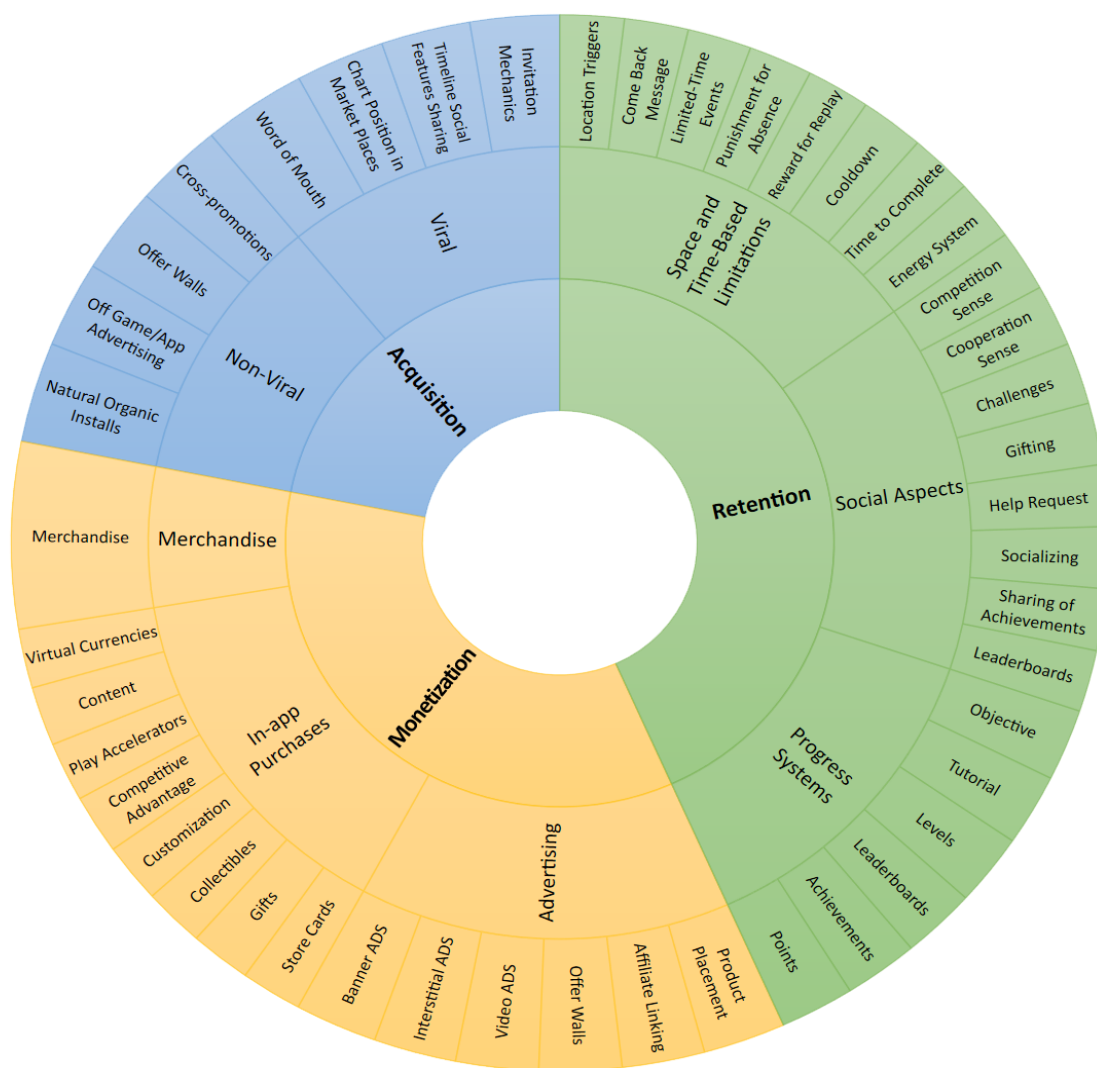 Acquisition
Viral
Invitation
Mechanics
Timeline Social
Features Sharing
Chart Position in
Market Places
Word of Mouth
Non-Viral
Cross-promotions
Offer Walls
Off Game/App
Advertising
Natural Organic
Installs
Retention
Space and
Time-Based
Limitations
Location Triggers
Come Back
Message
Limited-Time
Events
Punishment for
Absence
Reward for Replay
Cooldown
Time to Complete
Energy System
Social Aspects
Competition
Sense
Cooperation
Sense
Challenges
Gifting
Help Request
Socializing
Sharing of
Achievements
Leaderboards
Progress
Systems
Objective
Tutorial
Levels
Leaderboards
Achievements
Points
Monetization
Merchandise
Merchandise
In-app
Purchases
Virtual Currencies
Content
Play Accelerators
Competitive
Advantage
Customization
Collectibles
Gifts
Store Cards
Advertising
Banner ADS
Interstitial ADS
Video ADS
Offer Walls
Affiliate Linking
Product
Placement